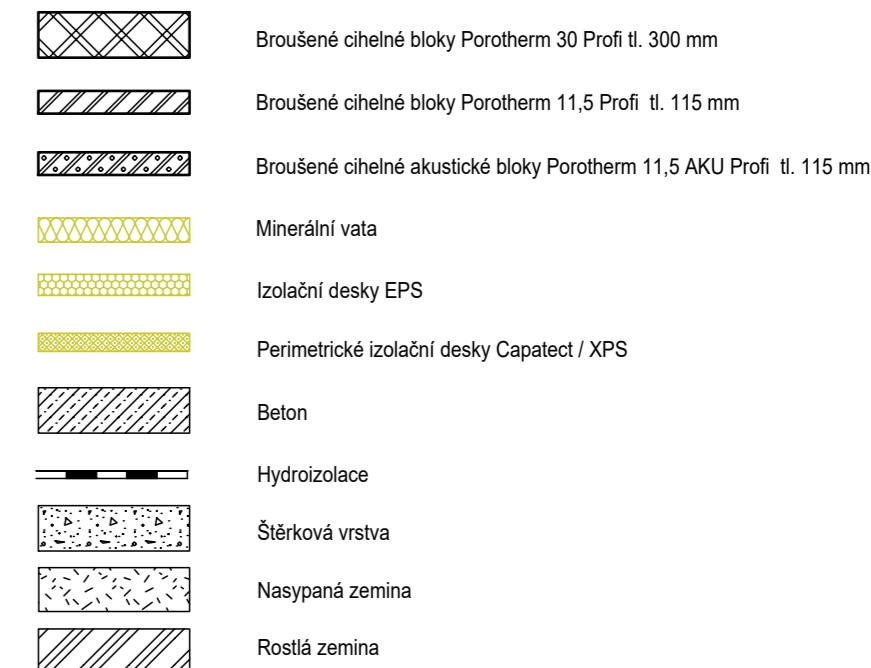 Broušené cihelné bloky Porotherm 30 Profi tl. 300 mm
Broušené cihelné bloky Porotherm 11,5 Profi  tl. 115 mm
Broušené cihelné akustické bloky Porotherm 11,5 AKU Profi  tl. 115 mm
Minerální vata
Izolační desky EPS
Perimetrické izolační desky Capatect / XPS
Beton
Hydroizolace
Štěrková vrstva
Nasypaná zemina
Rostlá zemina